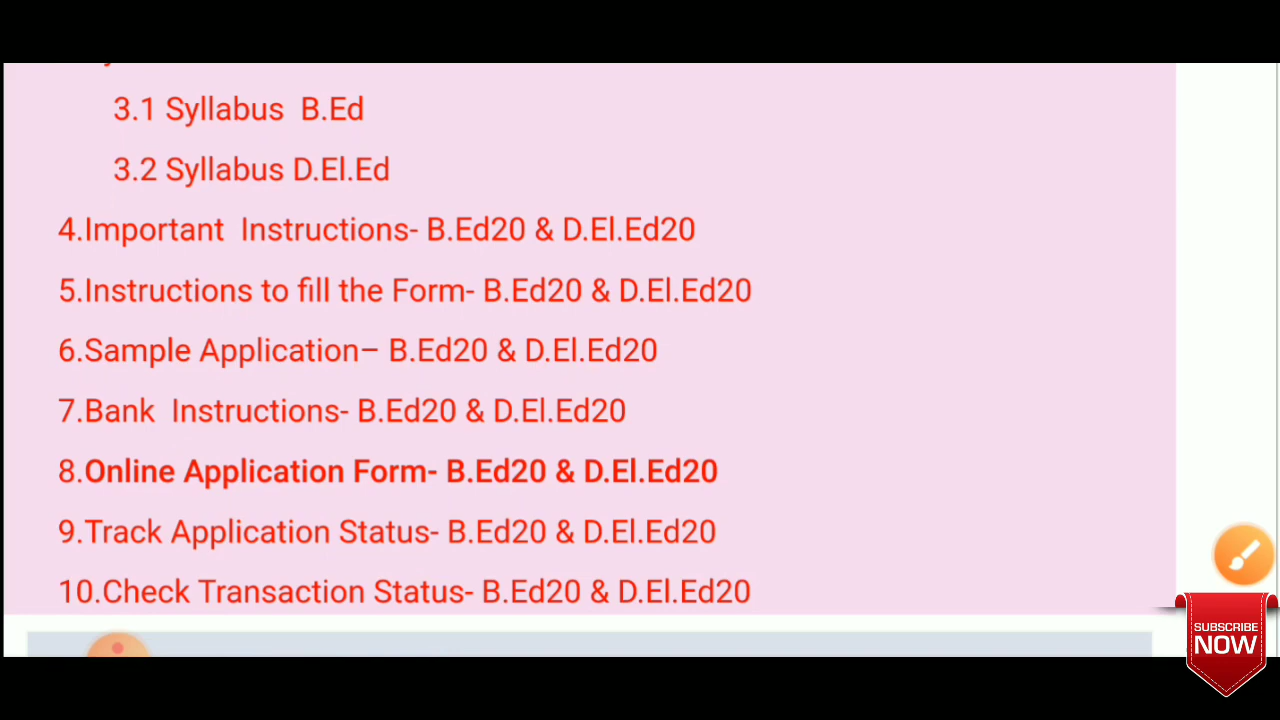 3.1 Syllabus  B.Ed
3.2 Syllabus D.El.Ed
4.Important  Instructions- B.Ed20 & D.El.Ed20
5.Instructions to fill the Form- B.Ed20 & D.El.Ed20
6.Sample Application– B.Ed20 & D.El.Ed20
7.Bank  Instructions- B.Ed20 & D.El.Ed20
8.Online Application Form- B.Ed20 & D.El.Ed20
9.Track Application Status- B.Ed20 & D.El.Ed20
10.Check Transaction Status- B.Ed20 & D.El.Ed20
SUBSCRIBE
NOW